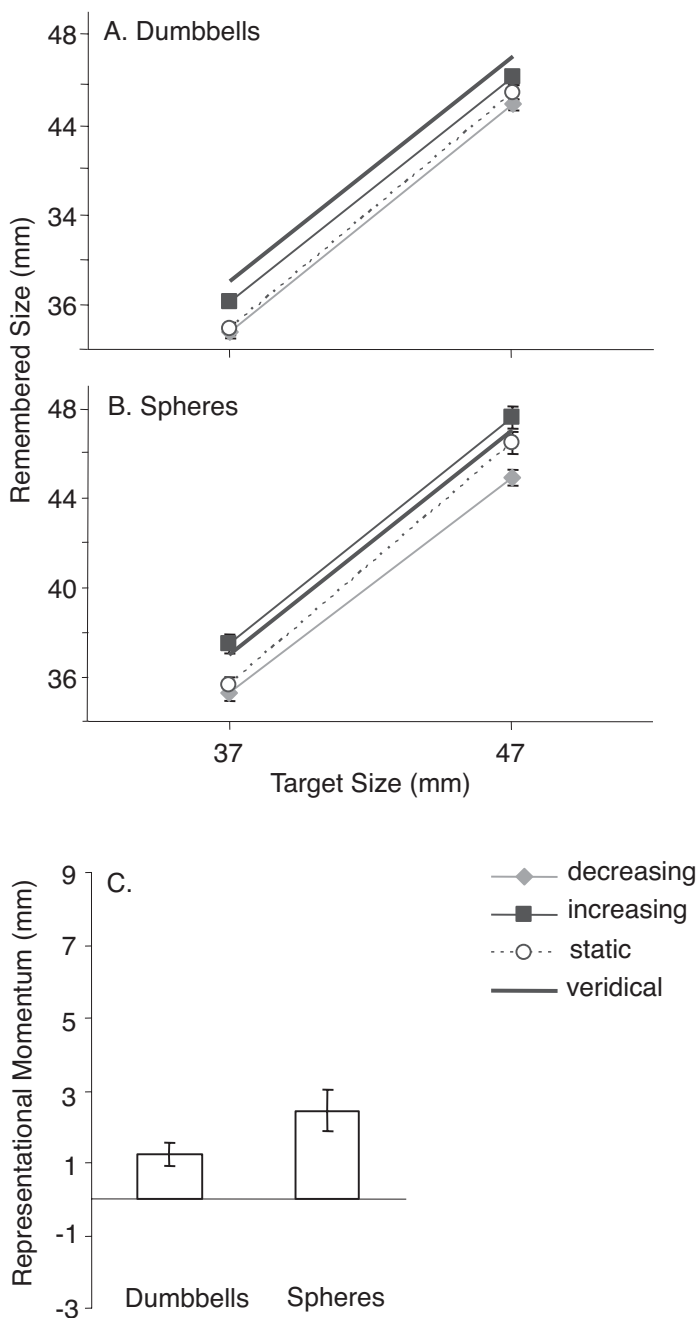 A. Dumbbells
48
44
34
36
B. Spheres
48
44
40
36
Remembered Size (mm)
37 47
Target Size (mm)
C.
9
7
5
3
1
-1
-3
Representational Momentum (mm)
Dumbbells Spheres
decreasing
increasing
static
veridical